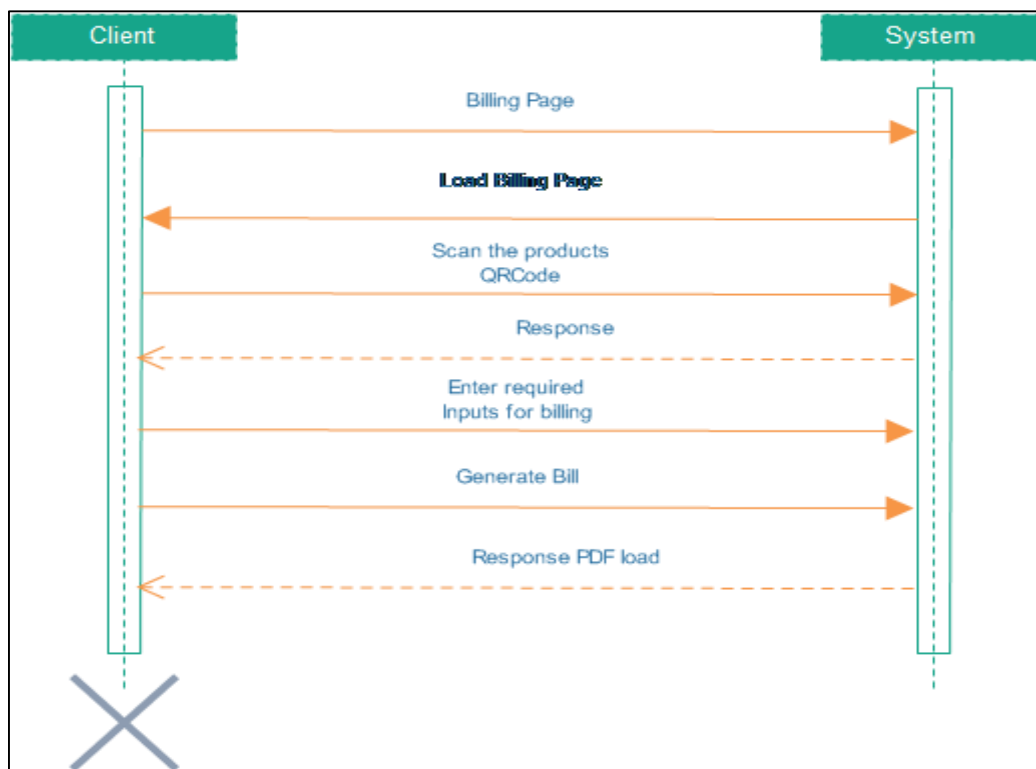 Client
System
Billing Page
Load Billing Page
Scan the products
QRCode
Response
Enter required
Inputs for billing
Generate Bill
Response PDF load